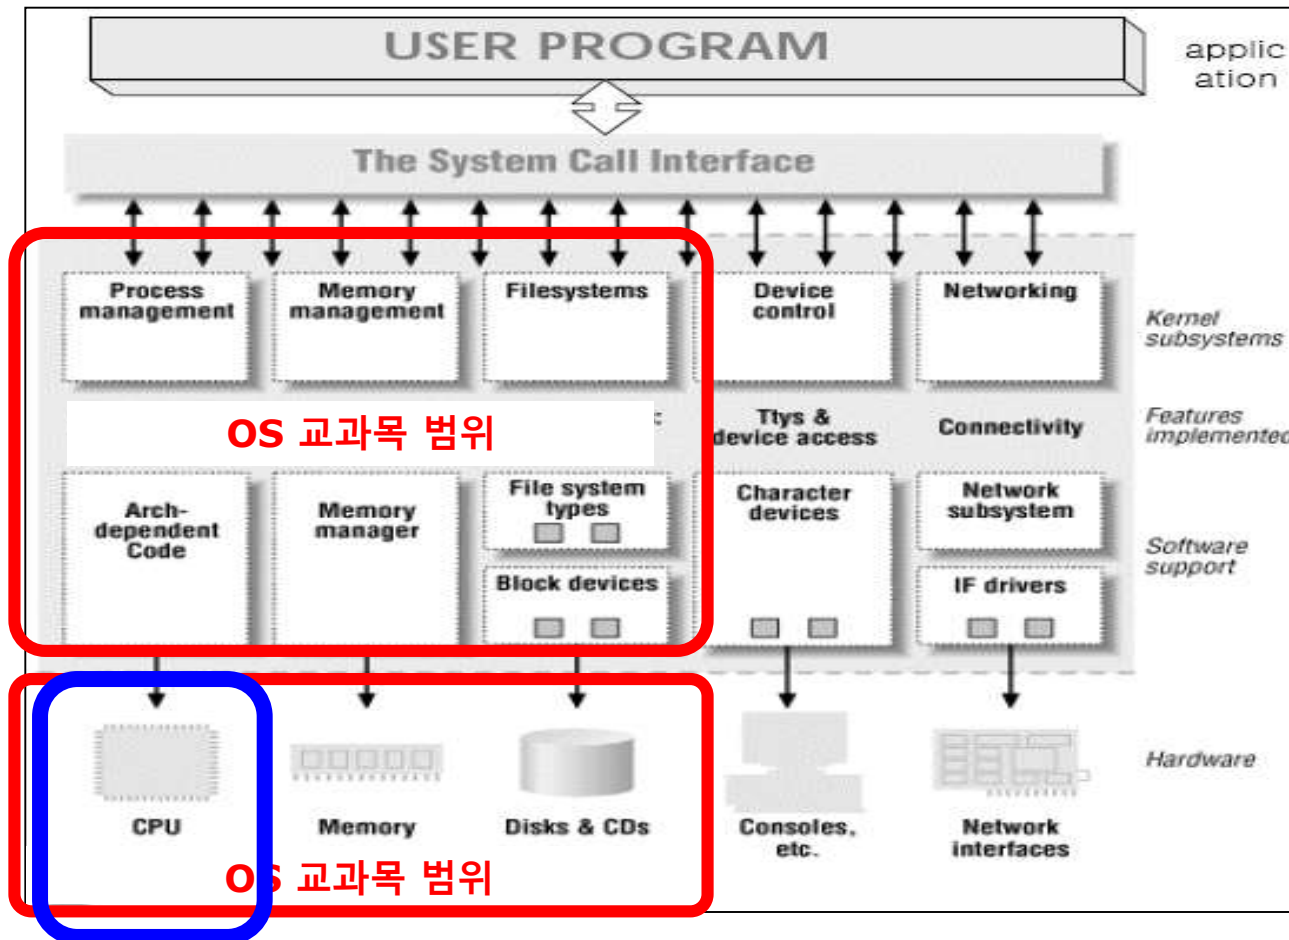 USER PROGRAM
applic
ation
The System Call Interface
Process
management
Memory
management
Filesystems
Device
control
Networking
Kernel
subsystems
OS 교과목 범위
Ttys &
device access
Connectivity
Features
implemented
Arch-
dependent
Code
Memory
manager
File system
types
Block devices
Character
devices
Network
subsystem
IF drivers
Software
support
CPU
Memory
Disks & CDs
Consoles,
etc.
Network
interfaces
Hardware
OS 교과목 범위